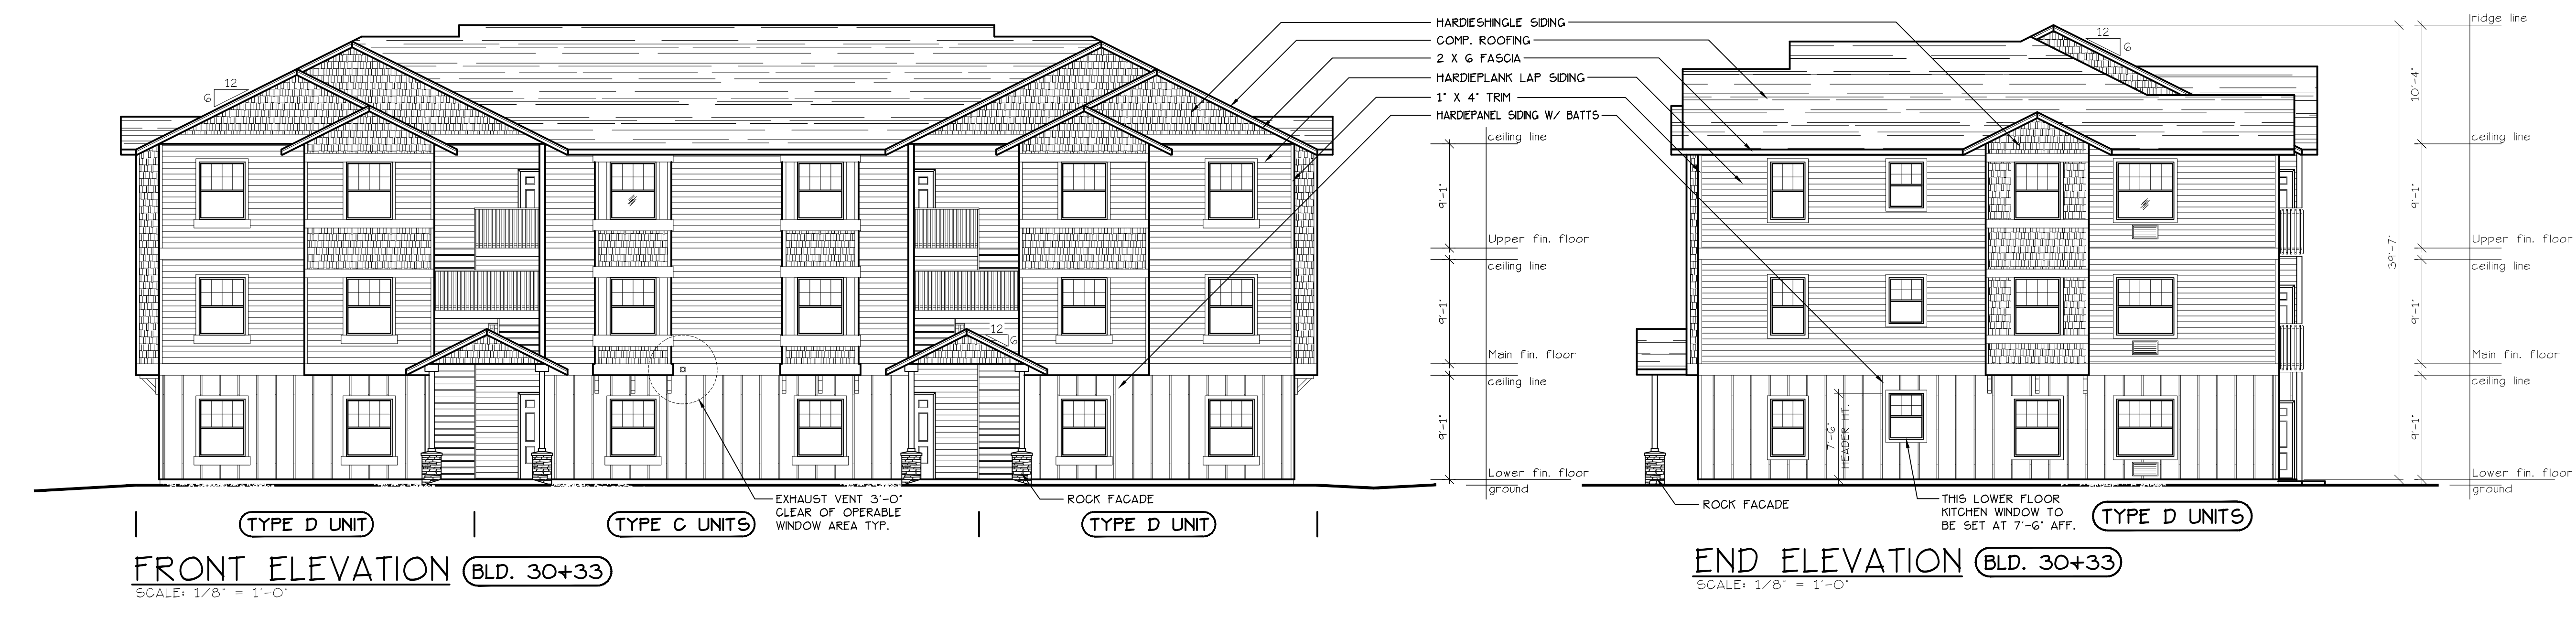 HARDIESHINGLE SIDING
COMP. ROOFING
2 X 6 FASCIA
HARDIEPLANK LAP SIDING
1" X 4" TRIM
HARDIEPANEL SIDING W/ BATTS
12
6
12
6
ceiling line
9'-1"
Upper fin. floor
ceiling line
9'-1"
Main fin. floor
ceiling line
9'-1"
Lower fin. floor
ground
EXHAUST VENT 3'-0"
CLEAR OF OPERABLE
WINDOW AREA TYP.
ROCK FACADE
TYPE D UNIT
TYPE C UNITS
TYPE D UNIT
FRONT ELEVATION
BLD. 30+33
SCALE: 1/8" = 1'-0"
12
6
ridge line
10'-4"
ceiling line
9'-1"
39'-7"
Upper fin. floor
ceiling line
9'-1"
Main fin. floor
ceiling line
9'-1"
Lower fin. floor
ground
7'-6"
HEADER HT.
ROCK FACADE
THIS LOWER FLOOR
KITCHEN WINDOW TO
BE SET AT 7'-6" AFF.
TYPE D UNITS
END ELEVATION
BLD. 30+33
SCALE: 1/8" = 1'-0"